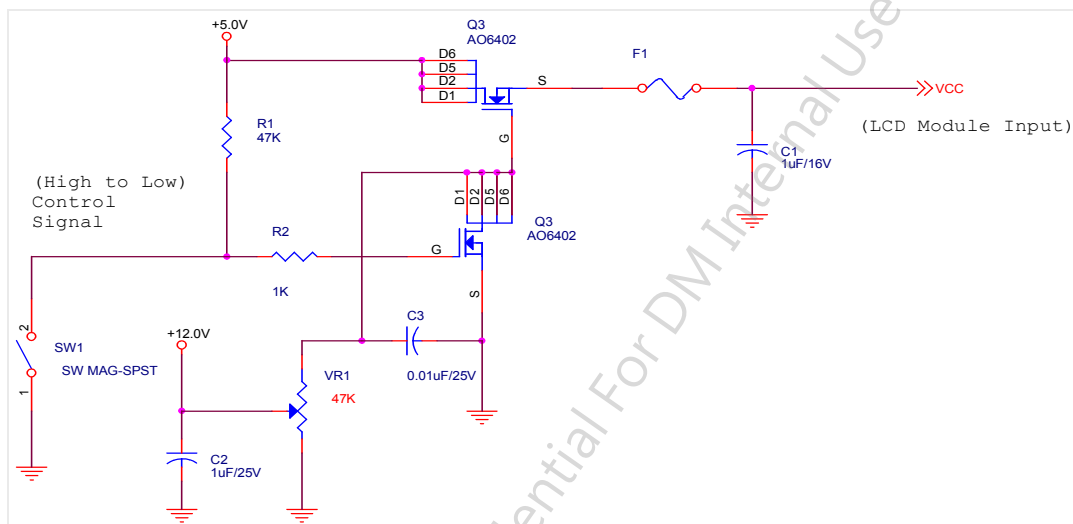 +5.0V
Q3
AO6402
D6
D5
D2
D1
S
G
F1
VCC
(LCD Module Input)
R1
47K
C1
1uF/16V
(High to Low)
Control
Signal
D1
D2
D5
D6
Q3
AO6402
R2
1K
G
S
2
SW1
SW MAG-SPST
1
+12.0V
C3
0.01uF/25V
VR1
47K
C2
1uF/25V
ential For DM Internal Use